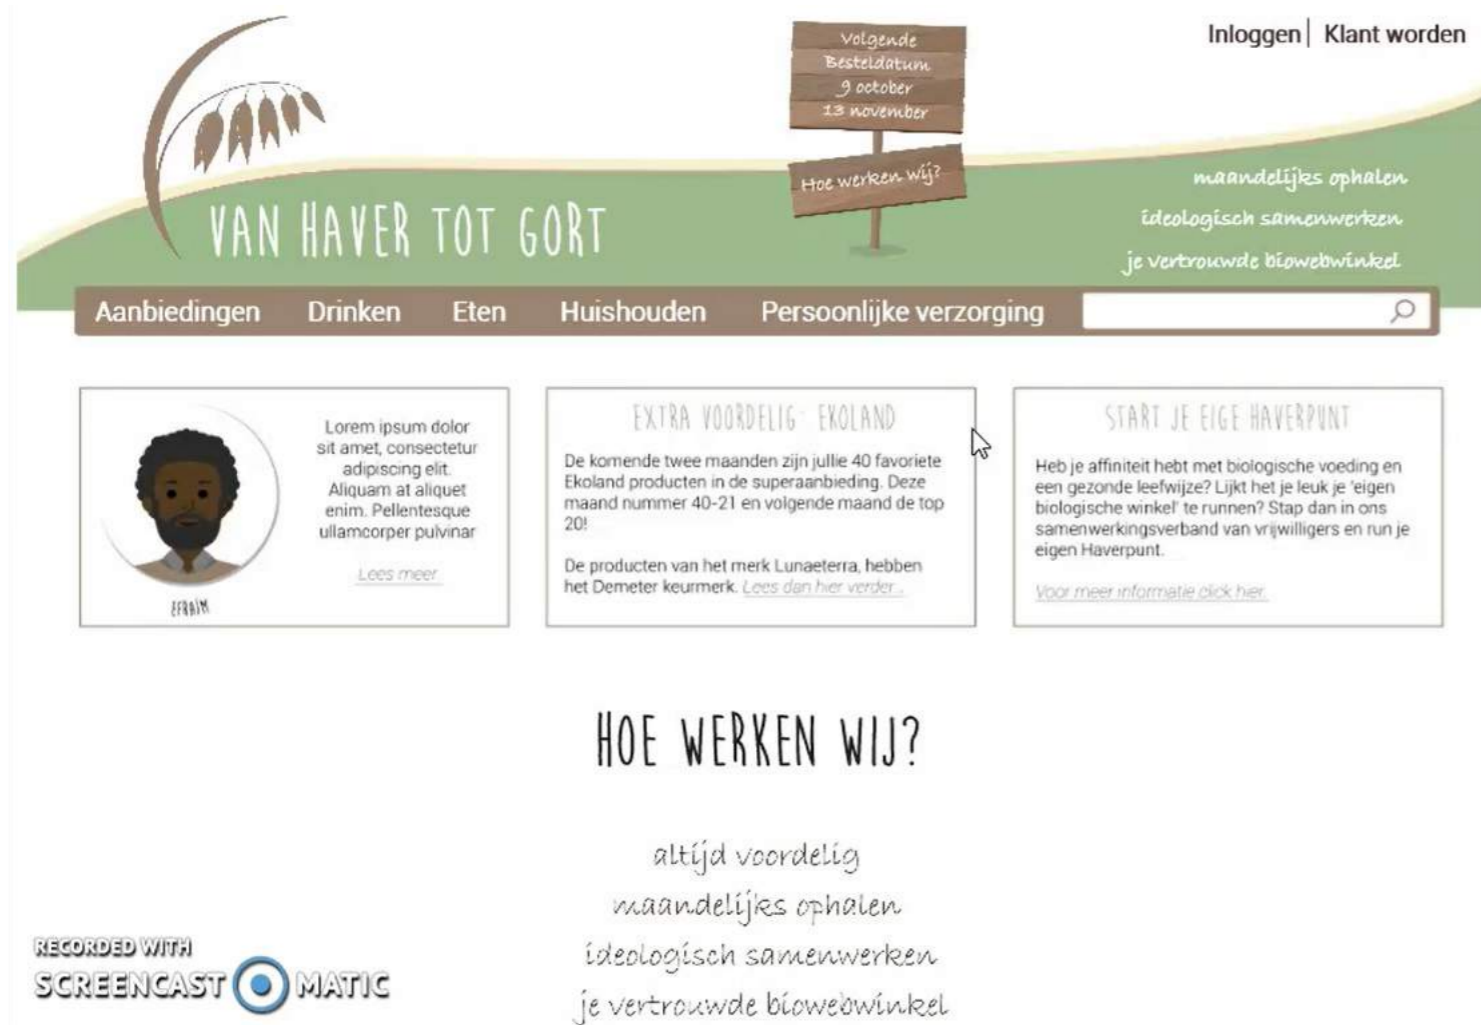 Inloggen | Klant worden
Volgende
Besteldatum
9 october
13 november
Hoe werken wij?
maandelijks ophalen
ideologisch samenwerken
je vertrouwde biowebwinkel
VAN HAVER TOT GORT
Aanbiedingen Drinken Eten Huishouden Persoonlijke verzorging
Lorem ipsum dolor
sit amet, consectetur
adipiscing elit.
Aliquam at aliquet
enim. Pellentesque
ullamcorper pulvinar
Lees meer
EFRAÏM
EXTRA VOORDELIG: EKOLAND
De komende twee maanden zijn jullie 40 favoriete
Ekoland producten in de superaanbieding. Deze
maand nummer 40-21 en volgende maand de top
20!
De producten van het merk Lunaeterra, hebben
het Demeter keurmerk. Lees dan hier verder...
START JE EIGE HAVERPUNT
Heb je affiniteit hebt met biologische voeding en
een gezonde leefwijze? Lijkt het je leuk je 'eigen
biologische winkel' te runnen? Stap dan in ons
samenwerkingsverband van vrijwilligers en run je
eigen Haverpunt.
Voor meer informatie click hier.
HOE WERKEN WIJ?
altijd voordelig
maandelijks ophalen
ideologisch samenwerken
je vertrouwde biowebwinkel
RECORDED WITH
SCREENCAST MATIC